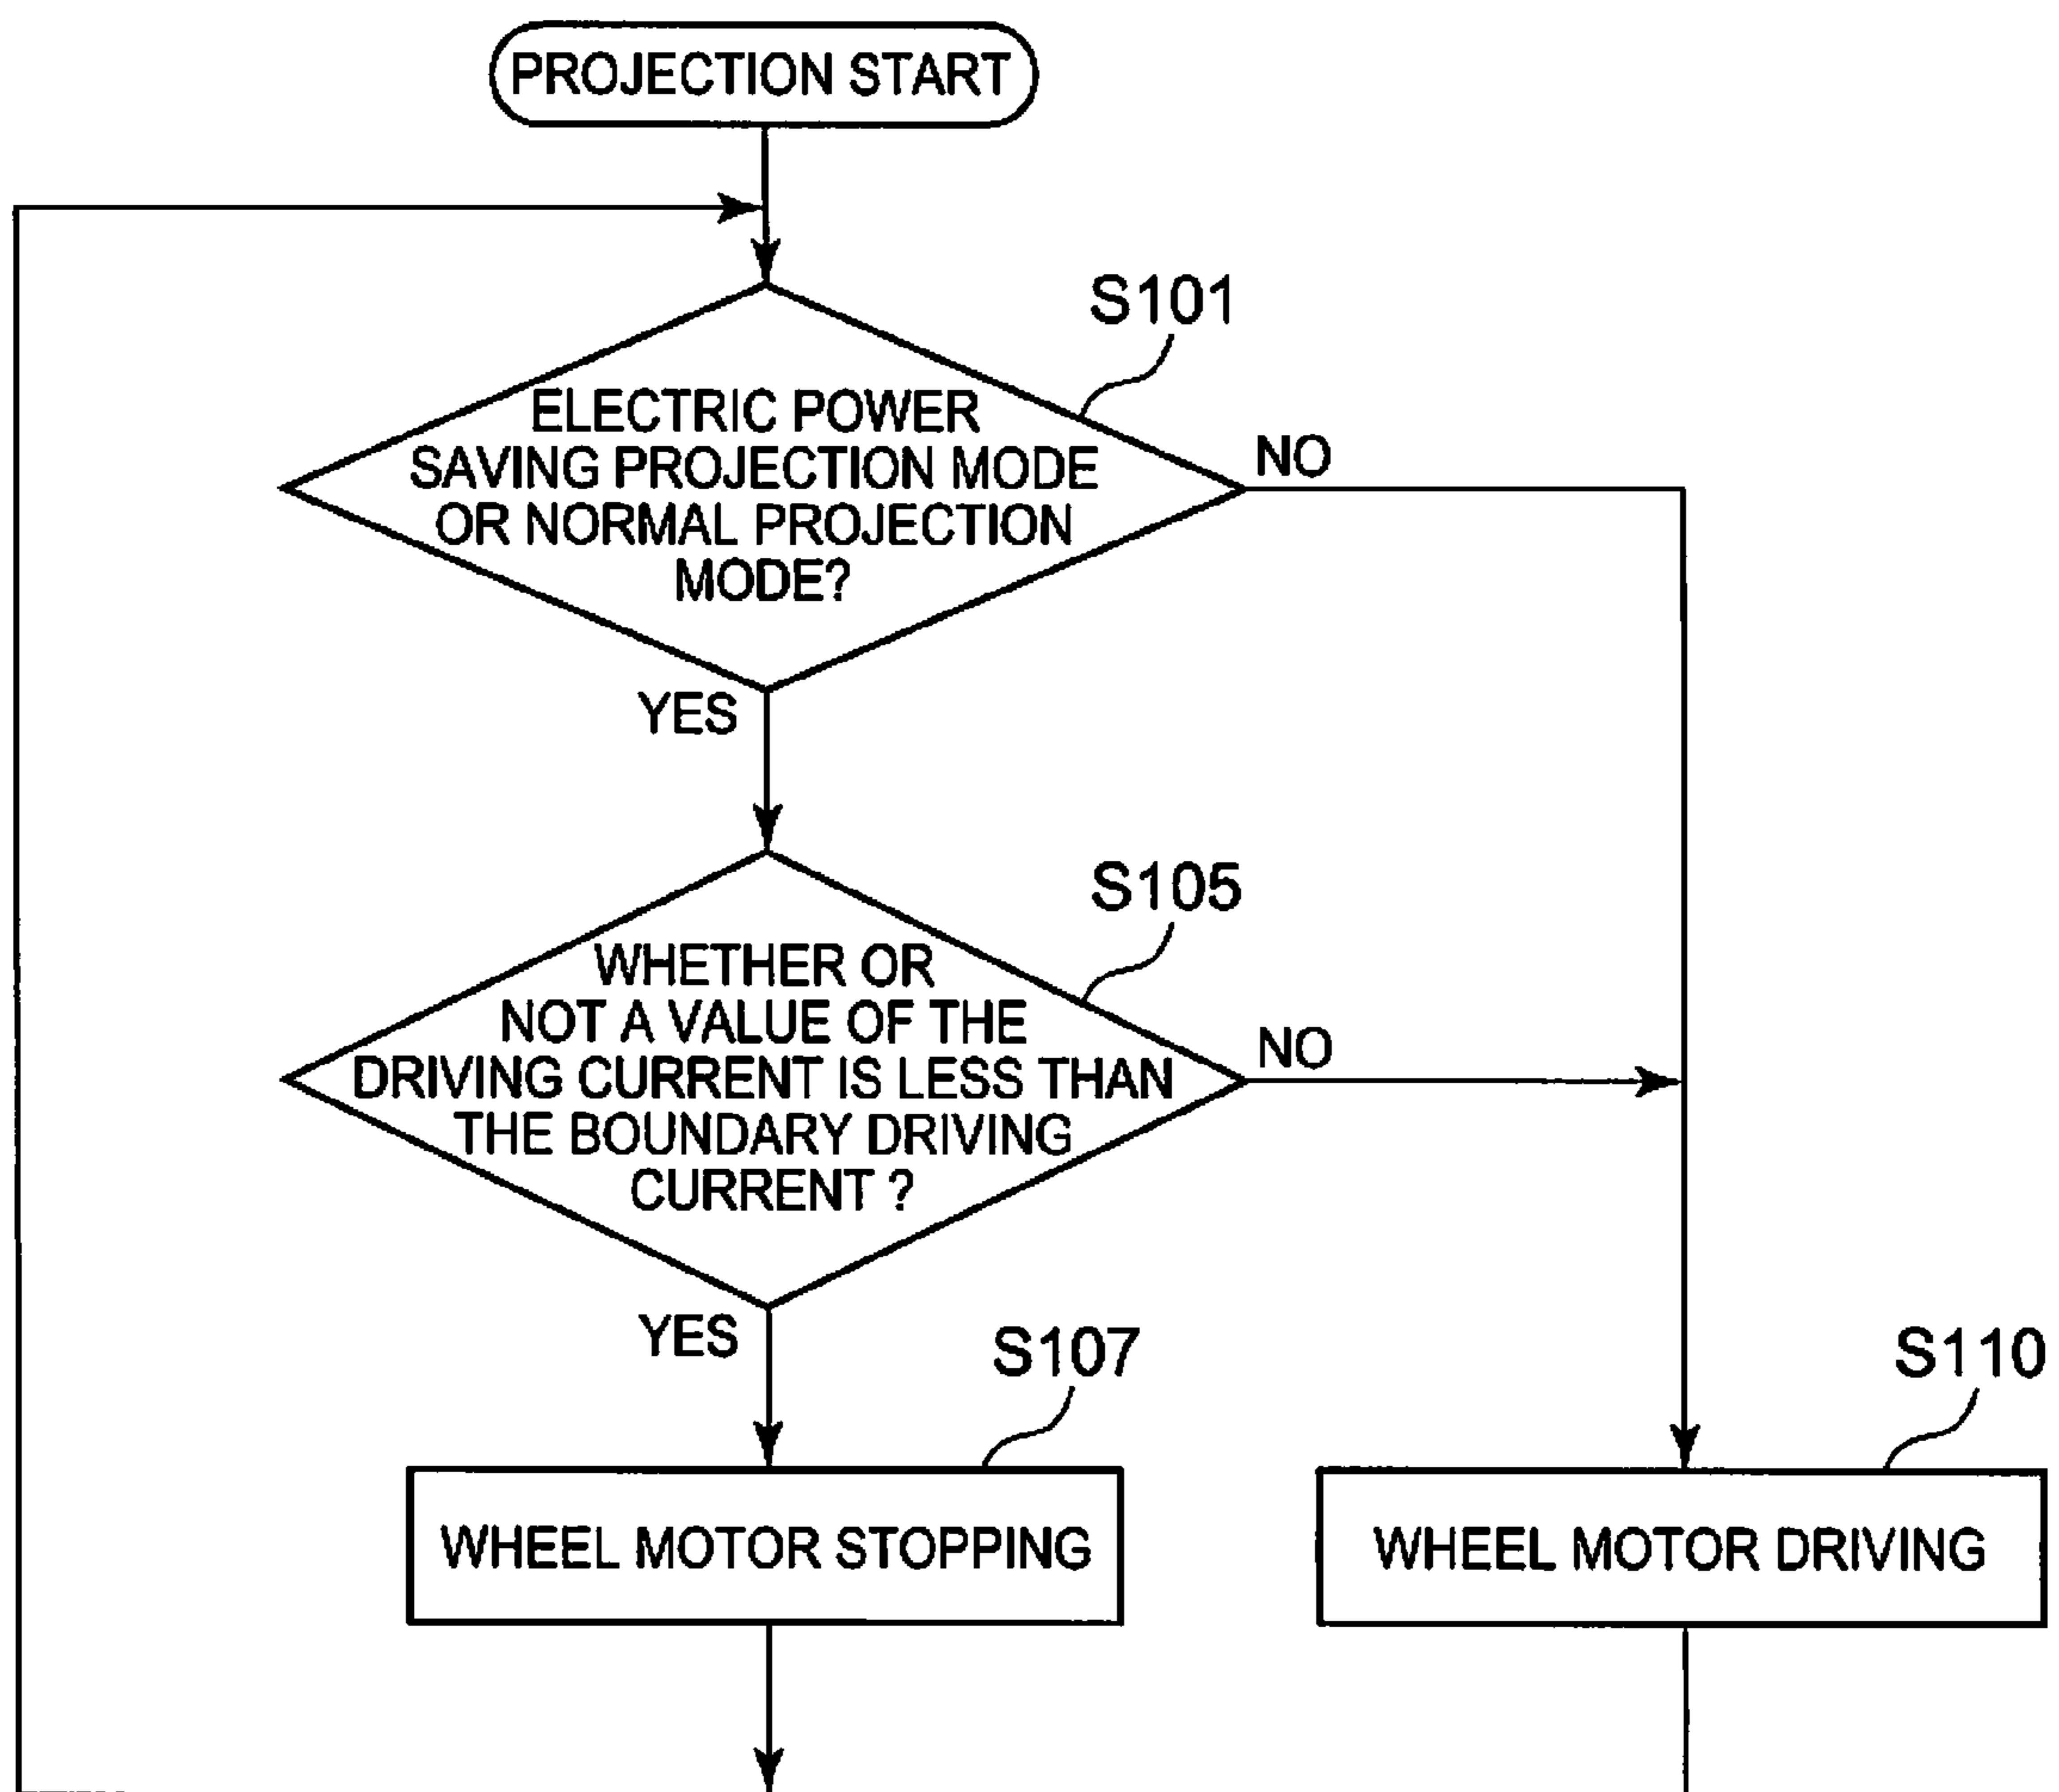 PROJECTION START
S101
ELECTRIC POWER
SAVING PROJECTION MODE
OR NORMAL PROJECTION
MODE?
NO
YES
S105
WHETHER OR
NOT A VALUE OF THE
DRIVING CURRENT IS LESS THAN
THE BOUNDARY DRIVING
CURRENT ?
NO
YES
S107
S110
WHEEL MOTOR STOPPING
WHEEL MOTOR DRIVING